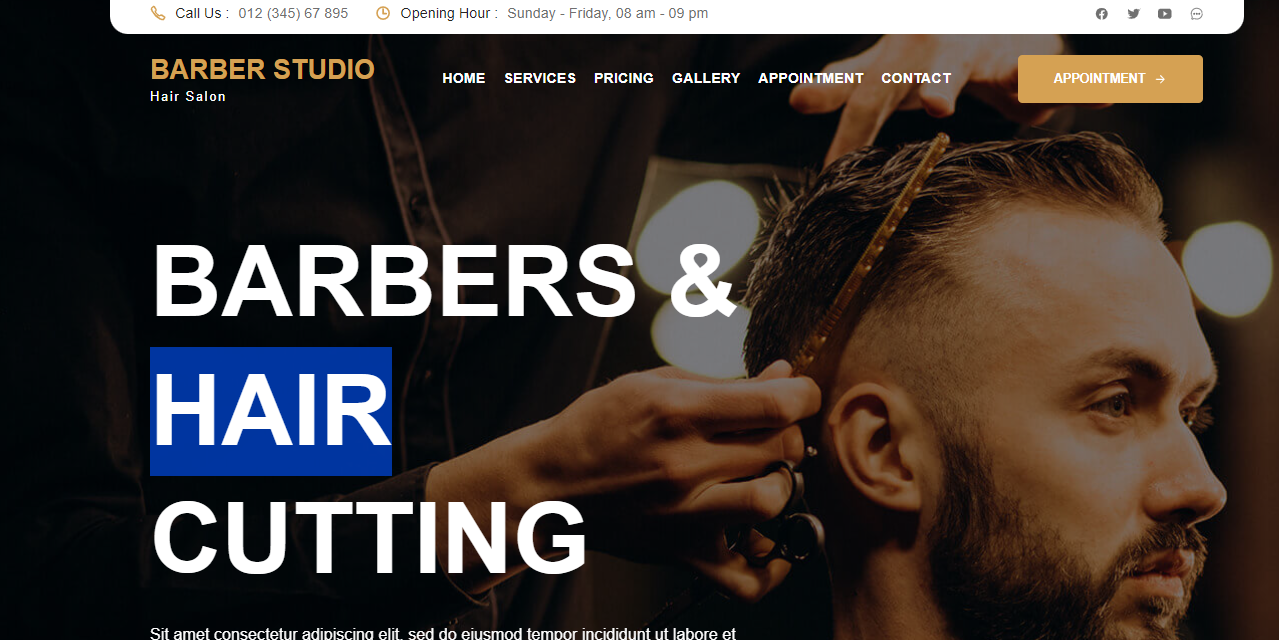 Call Us : 012 (345) 67 895 Opening Hour : Sunday - Friday, 08 am - 09 pm
BARBER STUDIO
Hair Salon
HOME SERVICES PRICING GALLERY APPOINTMENT CONTACT
APPOINTMENT →
BARBERS &
HAIR
CUTTING
Sit amet consectetur adipiscing elit, sed do eiusmod tempor incididunt ut labore et